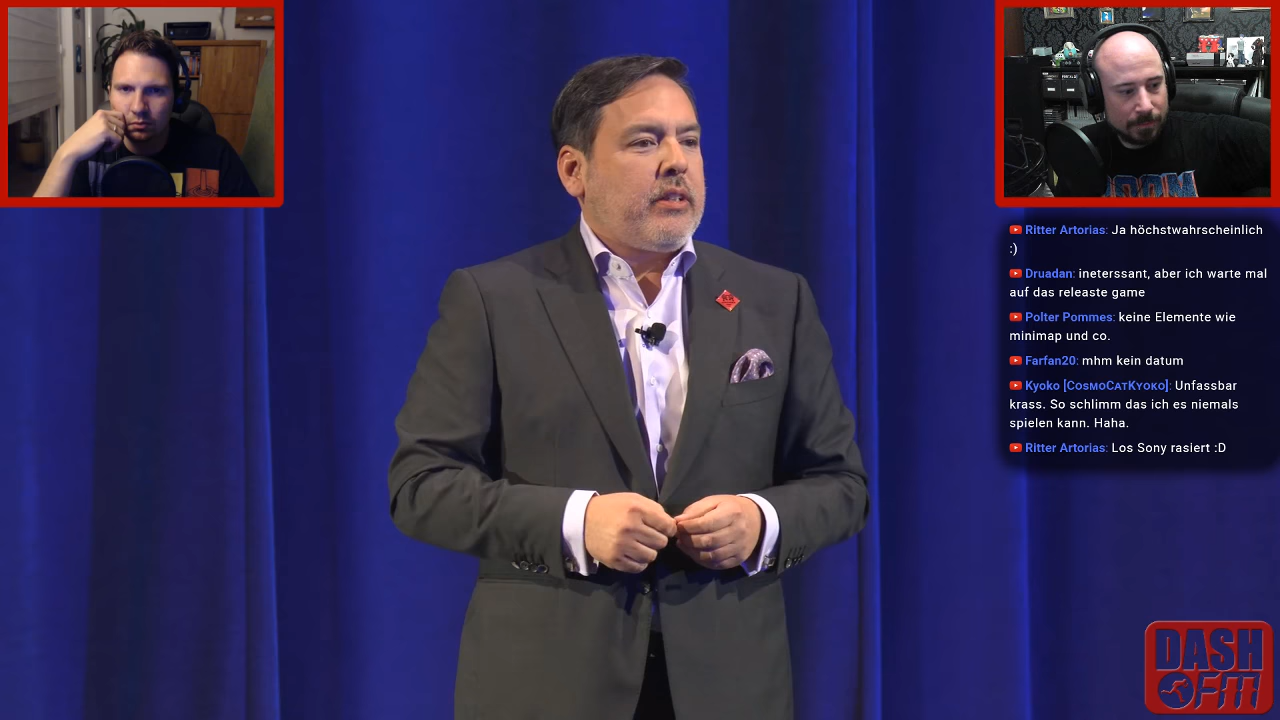 Ritter Artorias: Ja höchstwahrscheinlich
:)
Druadan: ineterssant, aber ich warte mal
auf das releaste game
Polter Pommes: keine Elemente wie
minimap und co.
Farfan20: mhm kein datum
Kyoko [CosmoCatKyoko]: Unfassbar
krass. So schlimm das ich es niemals
spielen kann. Haha.
Ritter Artorias: Los Sony rasiert :D
DASH
FM